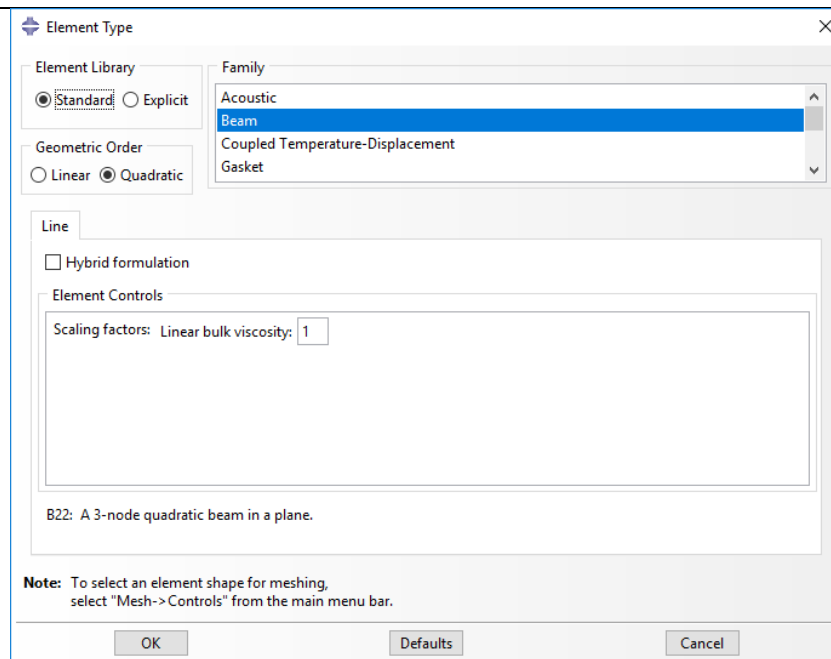 Element Type
Element Library
Standard Explicit
Family
Acoustic
Beam
Coupled Temperature-Displacement
Gasket
Geometric Order
Linear Quadratic
Line
Hybrid formulation
Element Controls
Scaling factors: Linear bulk viscosity: 1
B22: A 3-node quadratic beam in a plane.
Note: To select an element shape for meshing,
select "Mesh->Controls" from the main menu bar.
OK Defaults Cancel